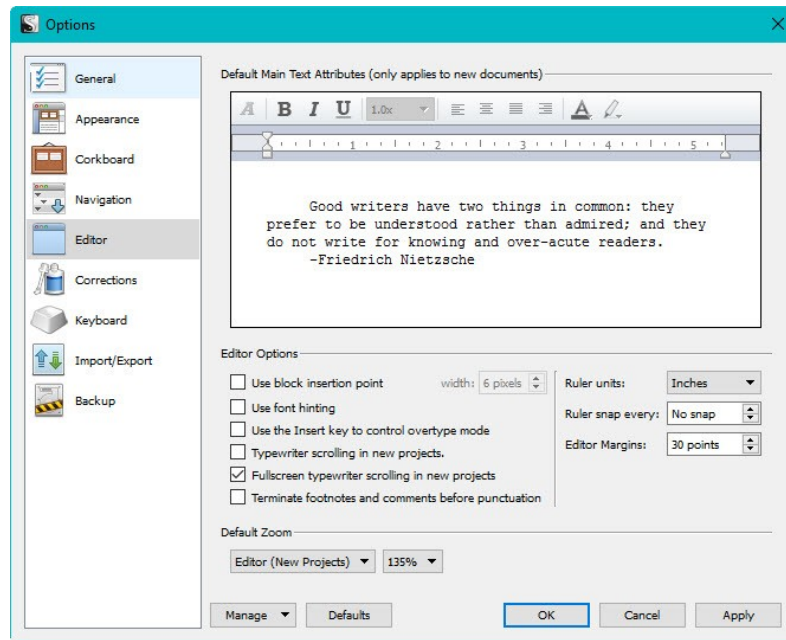 Options
General
Appearance
Corkboard
Navigation
Editor
Corrections
Keyboard
Import/Export
Backup
Default Main Text Attributes (only applies to new documents)
A B I U 1.0x A
1 2 3 4 5
Good writers have two things in common: they
prefer to be understood rather than admired; and they
do not write for knowing and over-acute readers.
-Friedrich Nietzsche
Editor Options
Use block insertion point width: 6 pixels
Use font hinting
Use the Insert key to control overtype mode
Typewriter scrolling in new projects.
Fullscreen typewriter scrolling in new projects
Terminate footnotes and comments before punctuation
Ruler units: Inches
Ruler snap every: No snap
Editor Margins: 30 points
Default Zoom
Editor (New Projects) 135%
Manage Defaults OK Cancel Apply